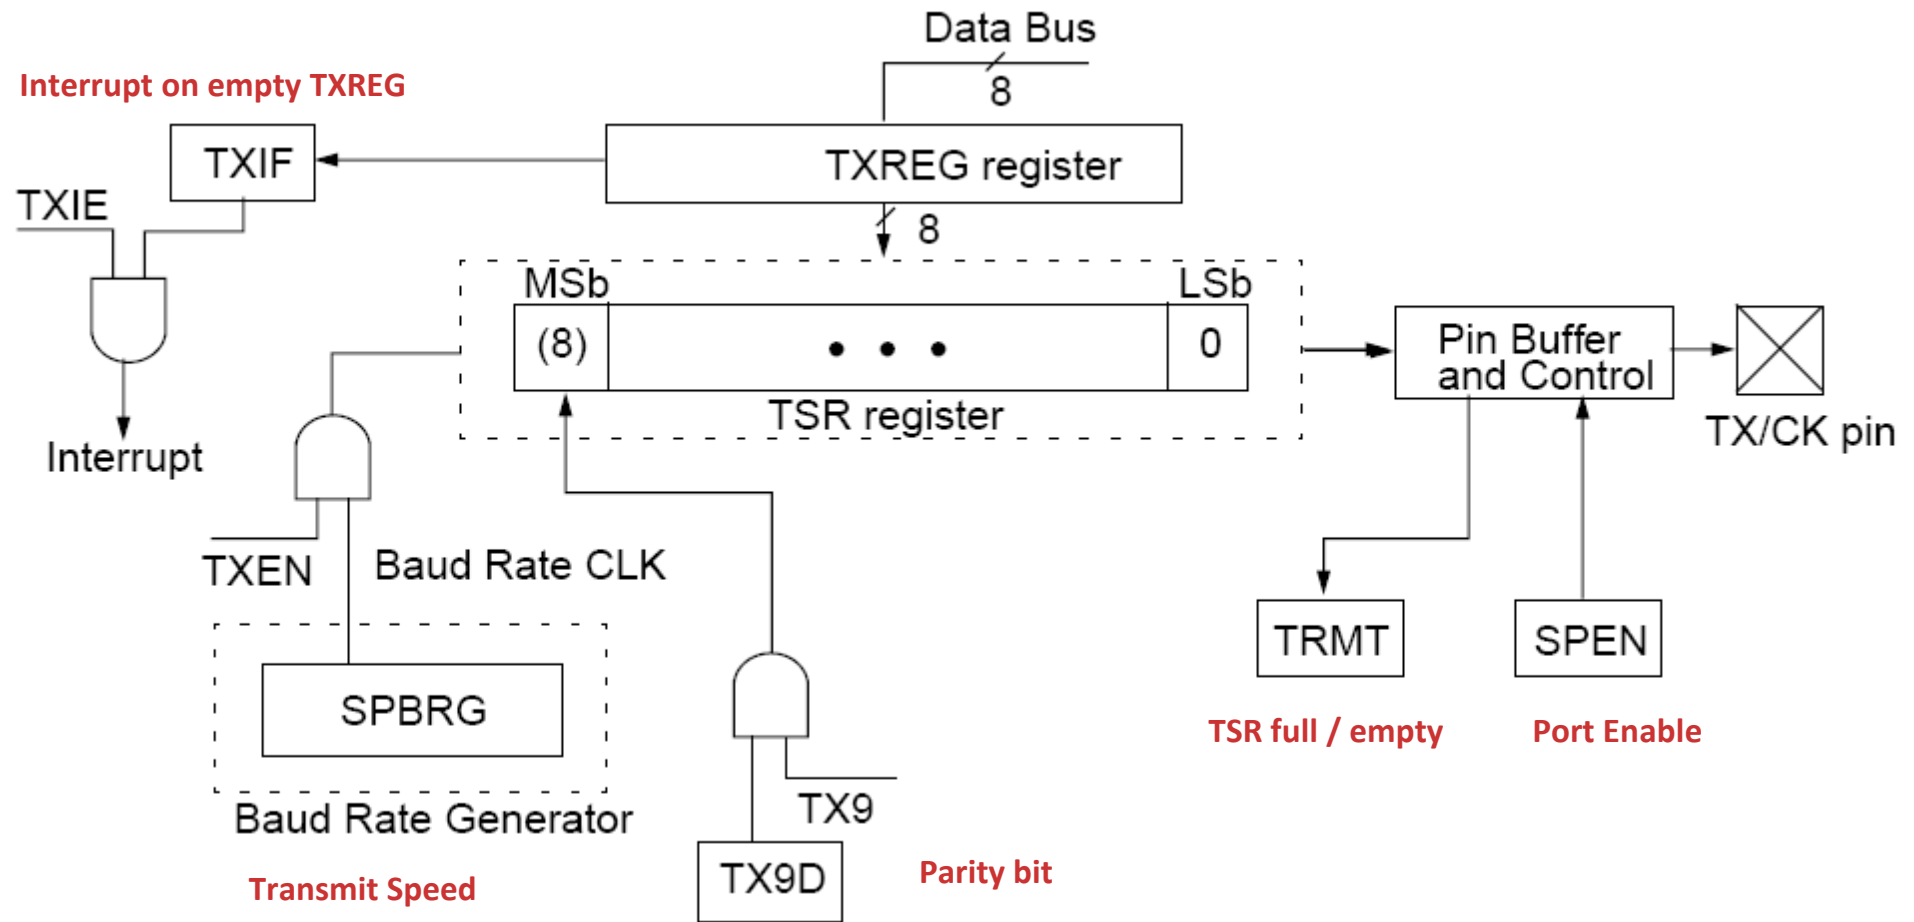 Data Bus
8
Interrupt on empty TXREG
TXIF
TXREG register
TXIE
8
MSb
LSb
(8)
• • •
0
Pin Buffer
and Control
TSR register
TX/CK pin
Interrupt
TXEN
Baud Rate CLK
TRMT
SPEN
SPBRG
TSR full / empty
Port Enable
TX9
Baud Rate Generator
TX9D
Parity bit
Transmit Speed